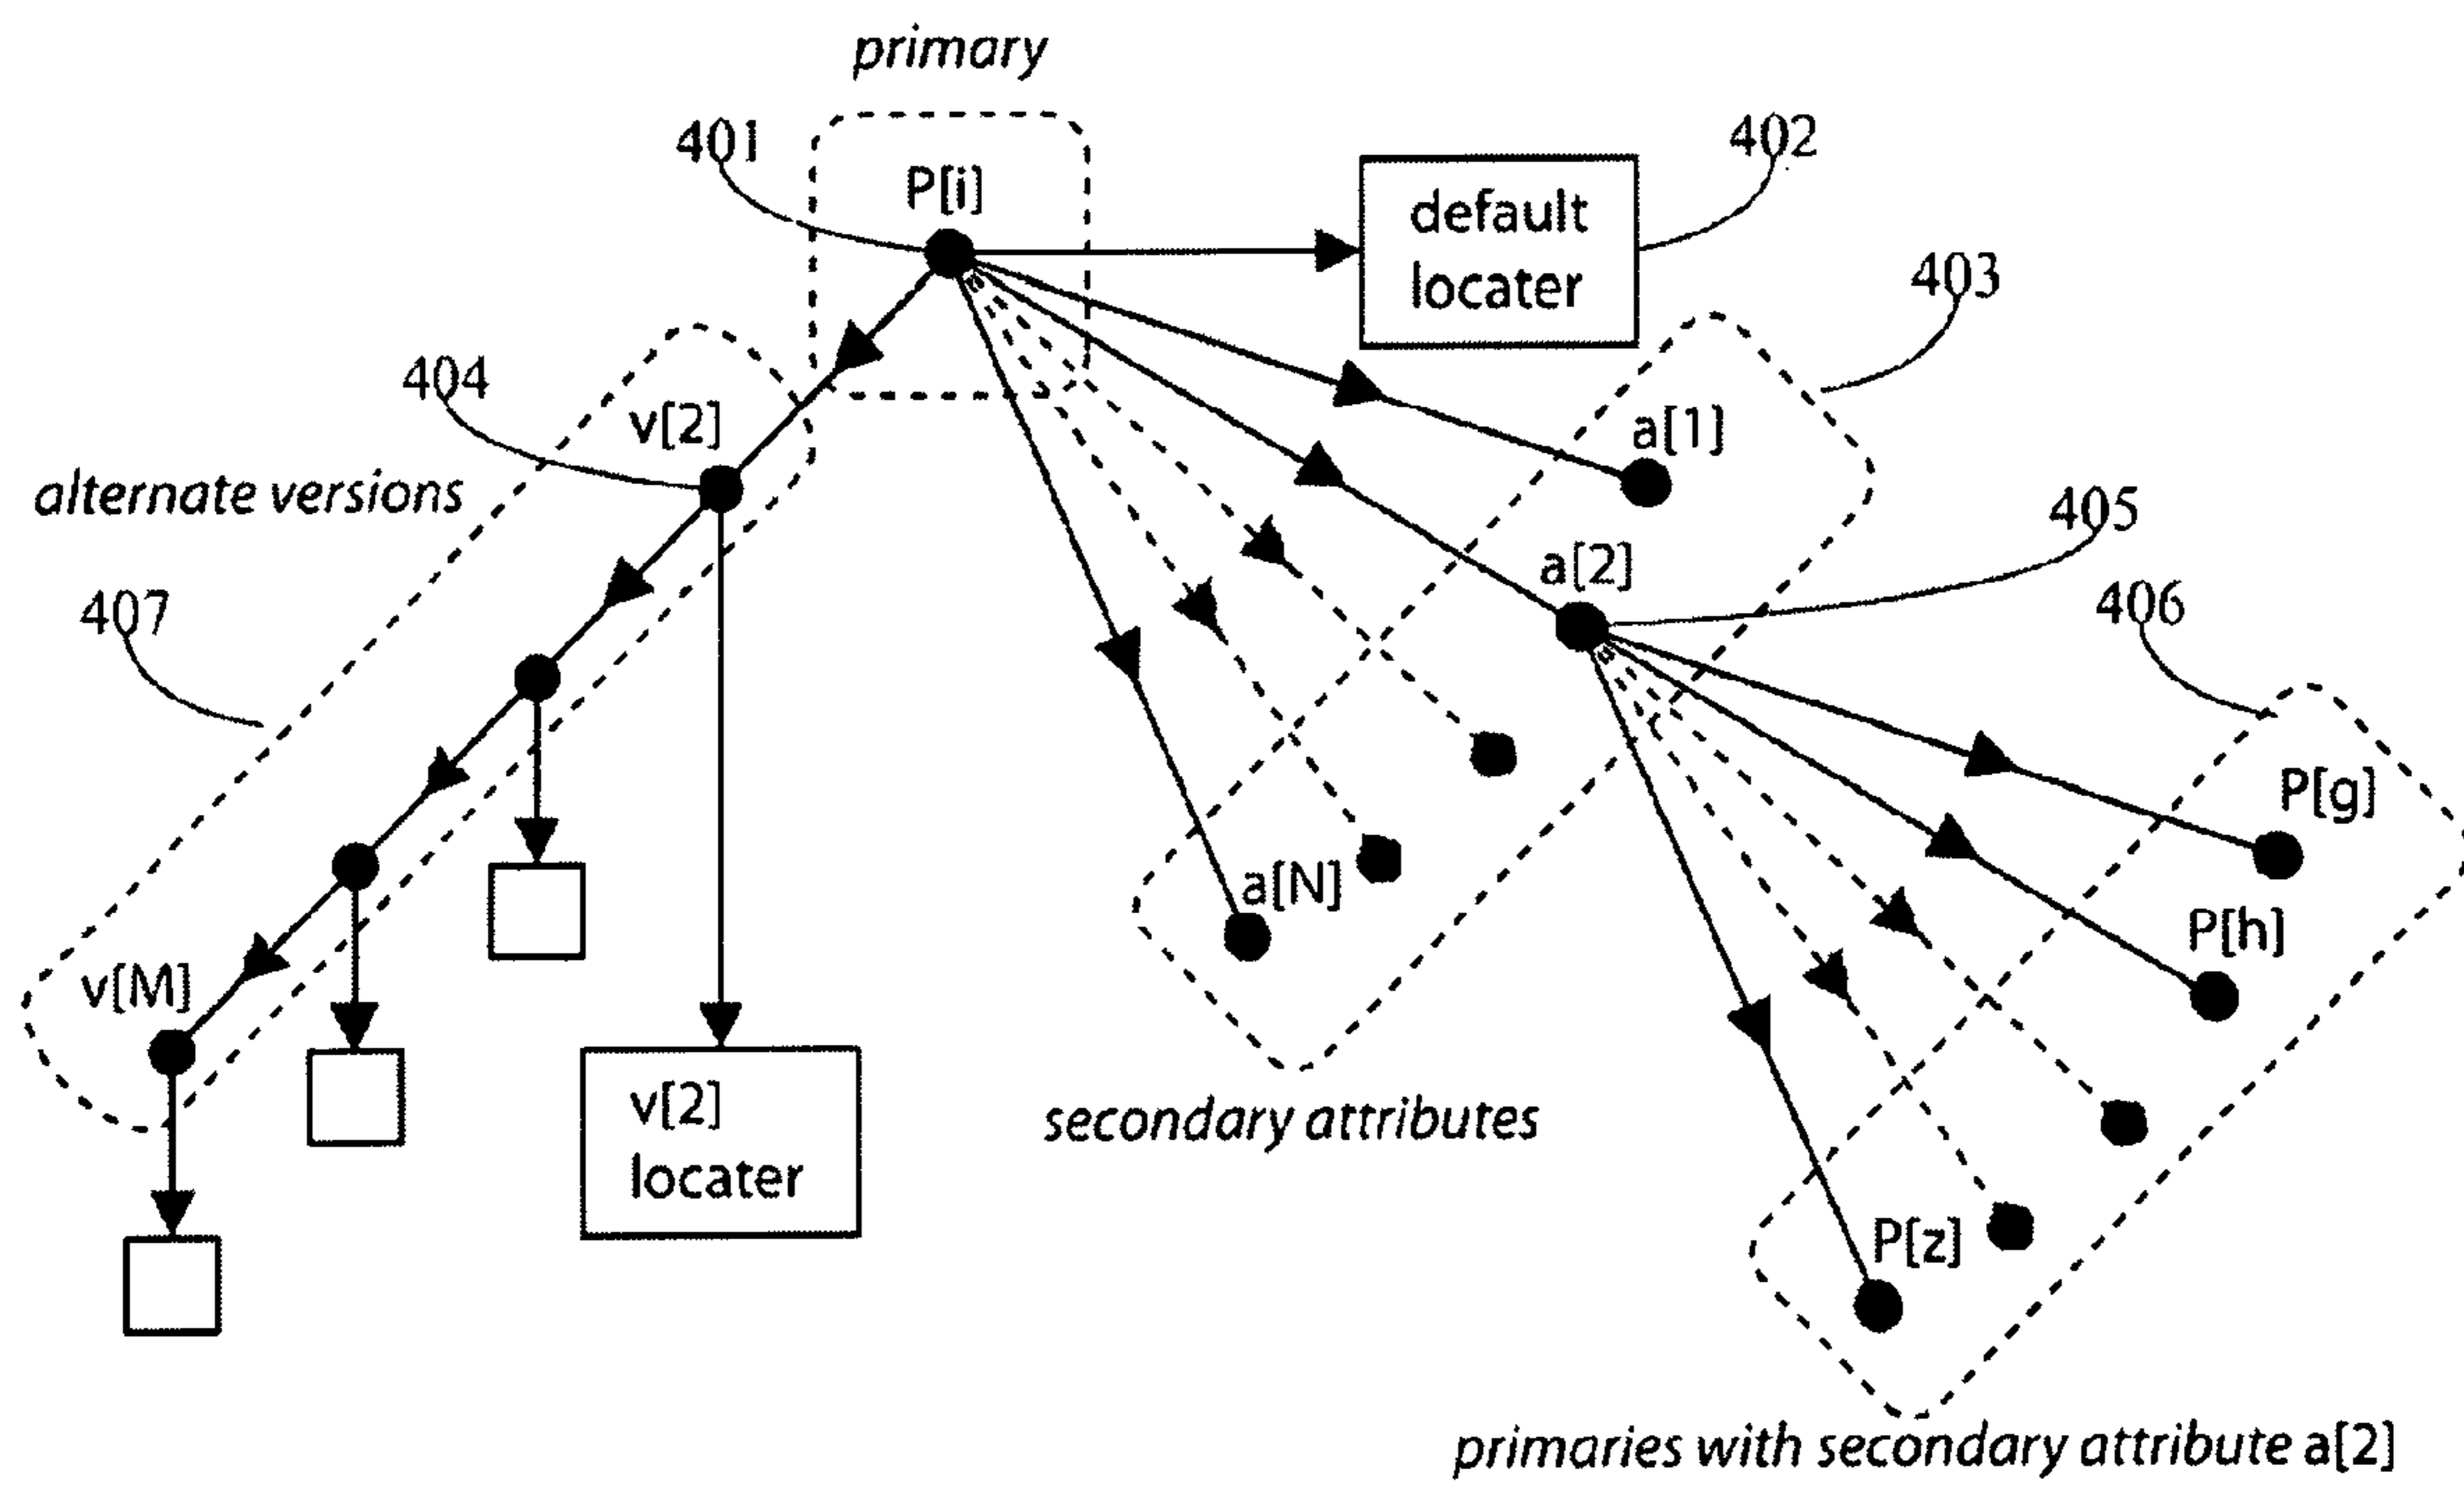 primary
401
P[i]
402
default
locater
403
404
v[2]
a[1]
alternate versions
405
a[2]
407
406
P[g]
a[N]
P[h]
v[M]
v[2]
locater
secondary attributes
P[z]
primaries with secondary attribute a[2]